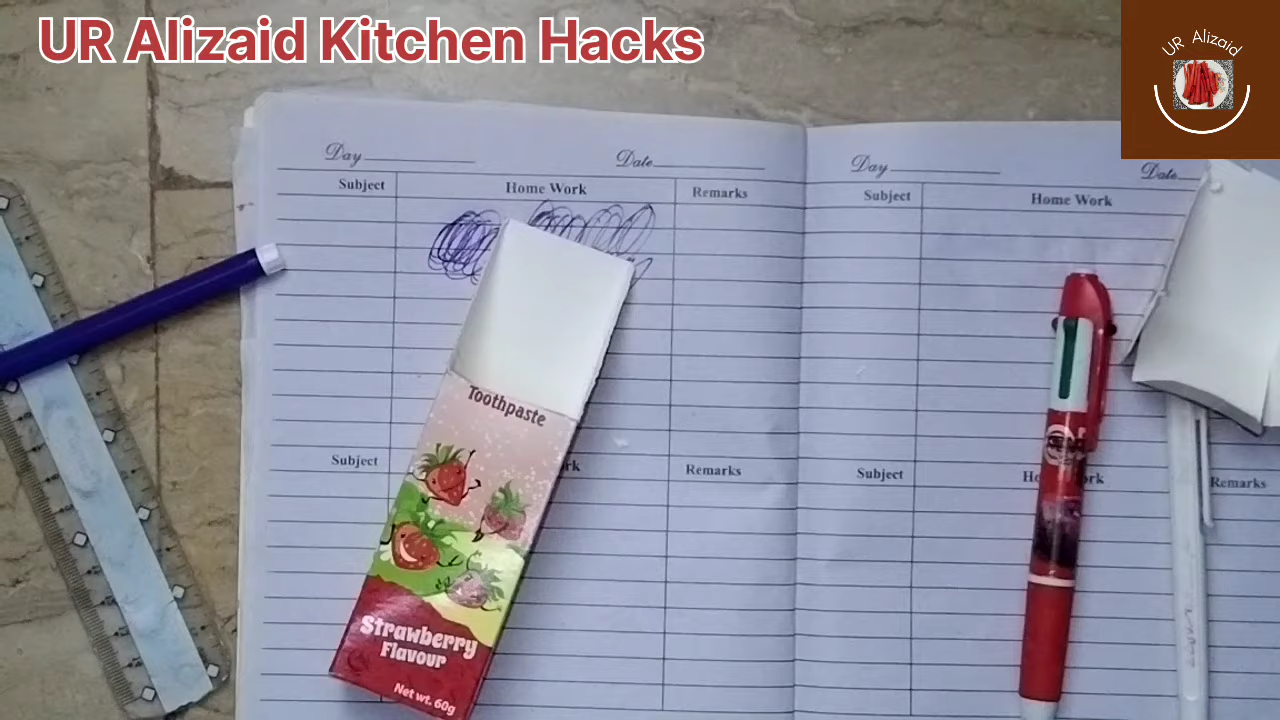 UR Alizaid Kitchen Hacks
UR Alizaid
Day
Date
Subject
Home Work
Remarks
Day
Date
Subject
Home Work
Toothpaste
Strawberry
Flavour
Net wt. 60g
Subject
Remarks
Subject
Remarks